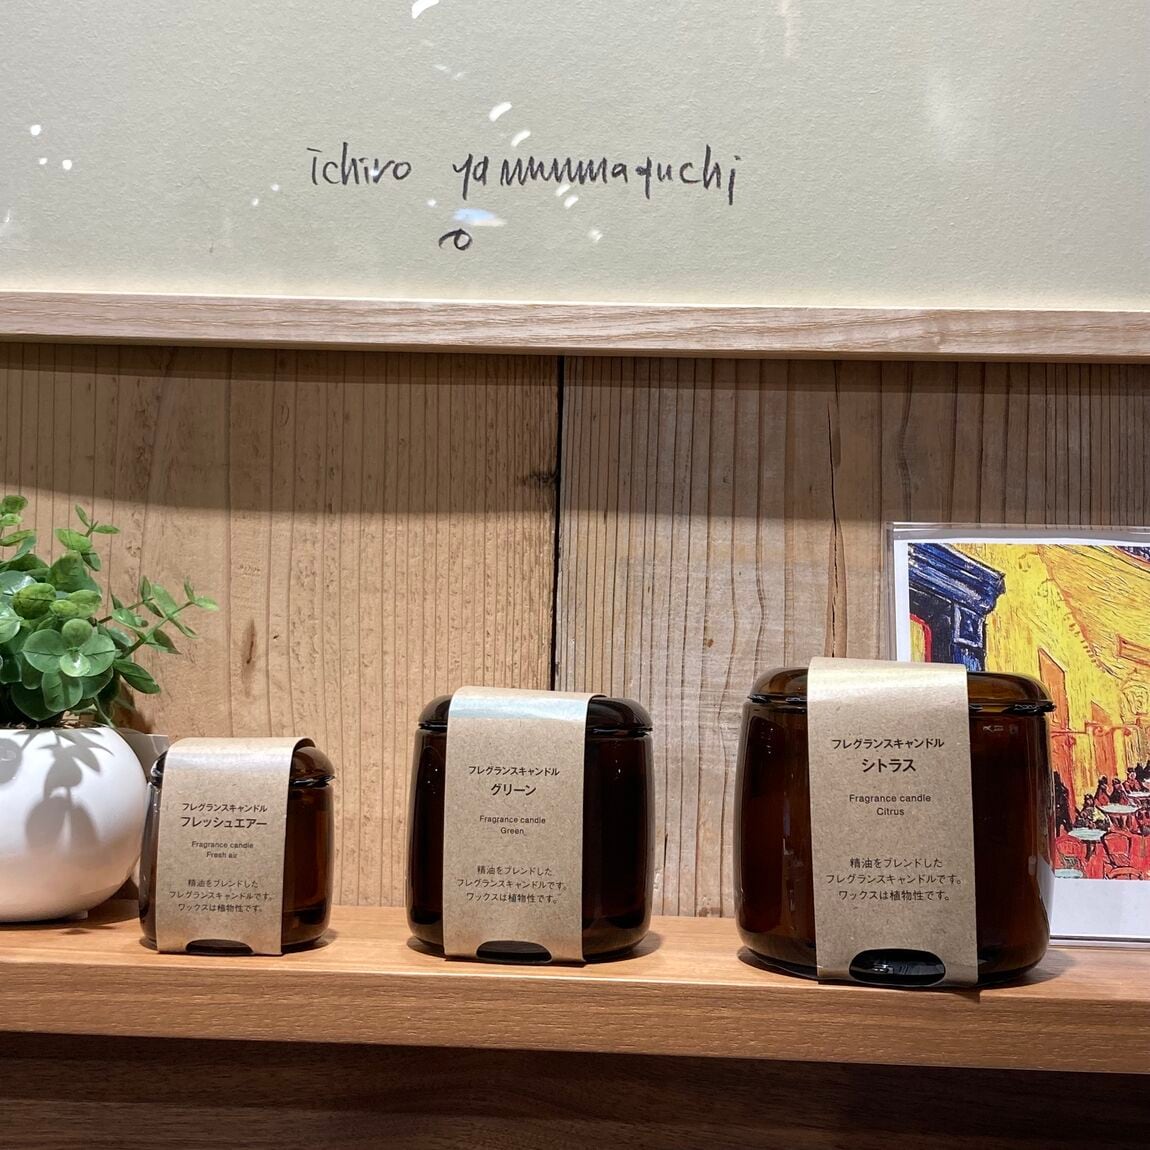 ichiro yamunmaguchi
フレグランスキャンドル
フレッシュエアー
Fragrance candle
Fresh air
精油をブレンドした
フレグランスキャンドルです。
ワックスは植物性です。
フレグランスキャンドル
グリーン
Fragrance candle
Green
精油をブレンドした
フレグランスキャンドルです。
ワックスは植物性です。
フレグランスキャンドル
シトラス
Fragrance candle
Citrus
精油をブレンドした
フレグランスキャンドルです。
ワックスは植物性です。